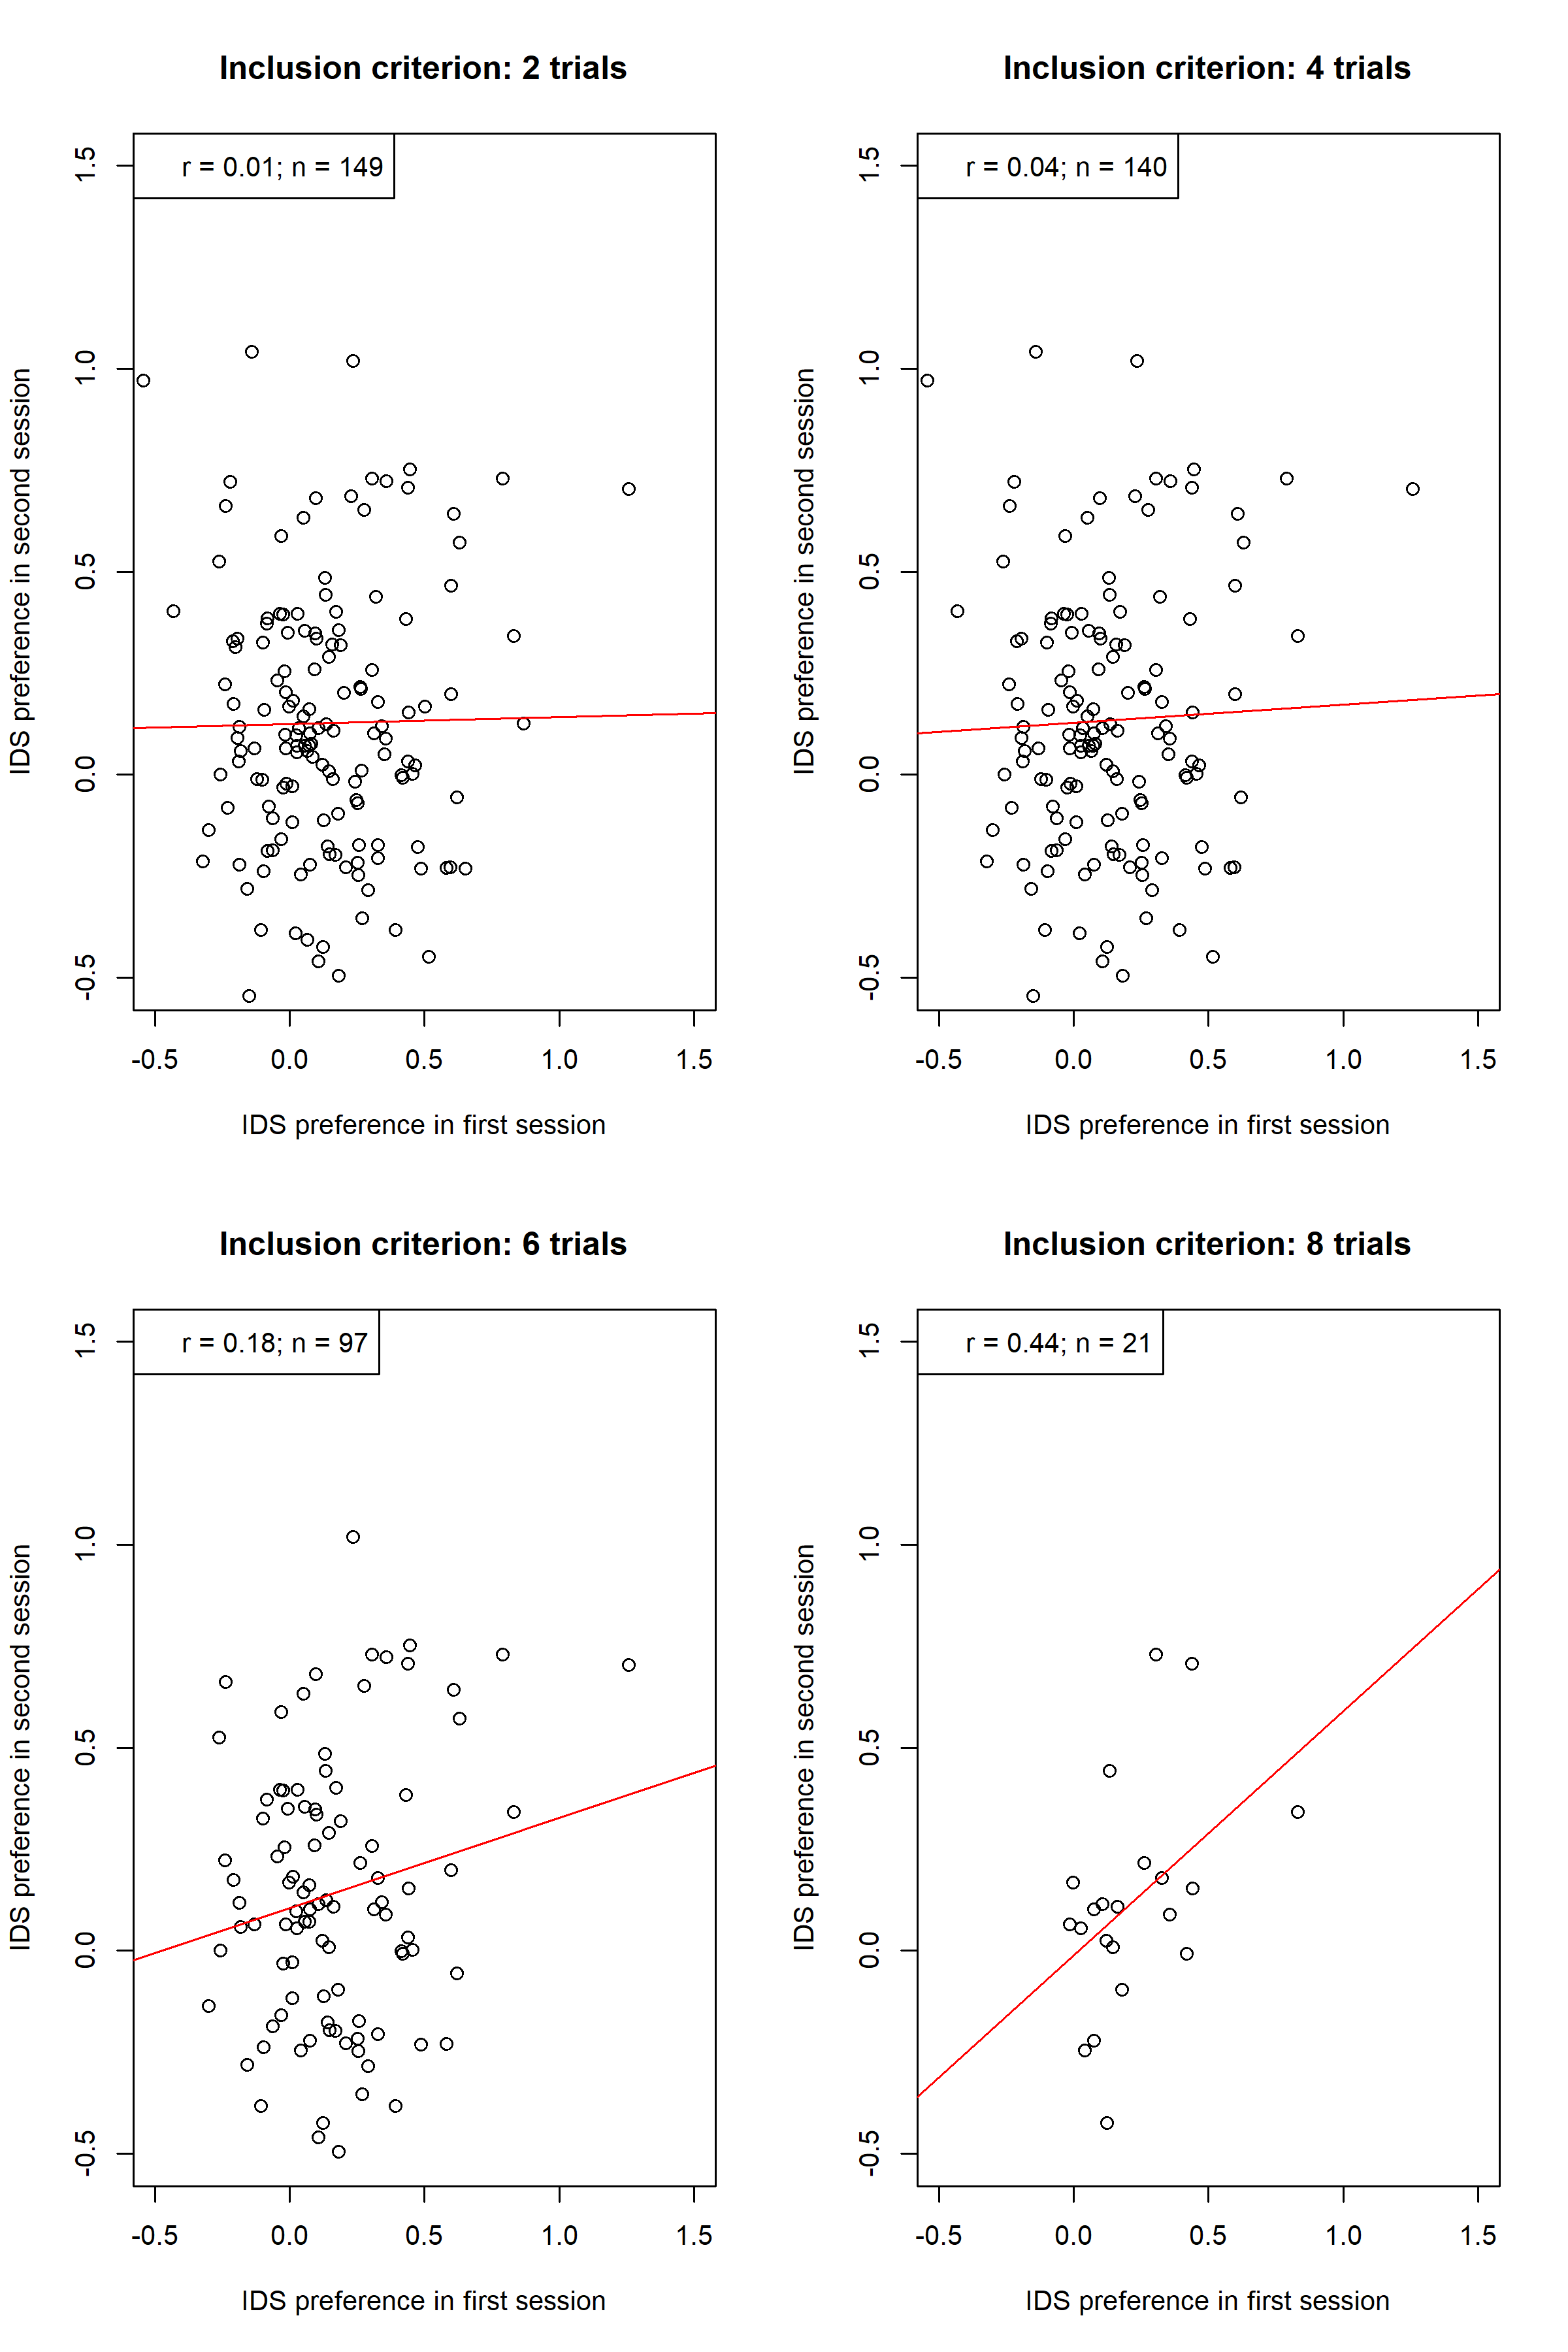 Inclusion criterion: 2 trials
r = 0.01; n = 149
IDS preference in second session
1.5
1.0
0.5
0.0
-0.5
-0.5 0.0 0.5 1.0 1.5
IDS preference in first session
Inclusion criterion: 4 trials
r = 0.04; n = 140
IDS preference in second session
1.5
1.0
0.5
0.0
-0.5
-0.5 0.0 0.5 1.0 1.5
IDS preference in first session
Inclusion criterion: 6 trials
r = 0.18; n = 97
IDS preference in second session
1.5
1.0
0.5
0.0
-0.5
-0.5 0.0 0.5 1.0 1.5
IDS preference in first session
Inclusion criterion: 8 trials
r = 0.44; n = 21
IDS preference in second session
1.5
1.0
0.5
0.0
-0.5
-0.5 0.0 0.5 1.0 1.5
IDS preference in first session